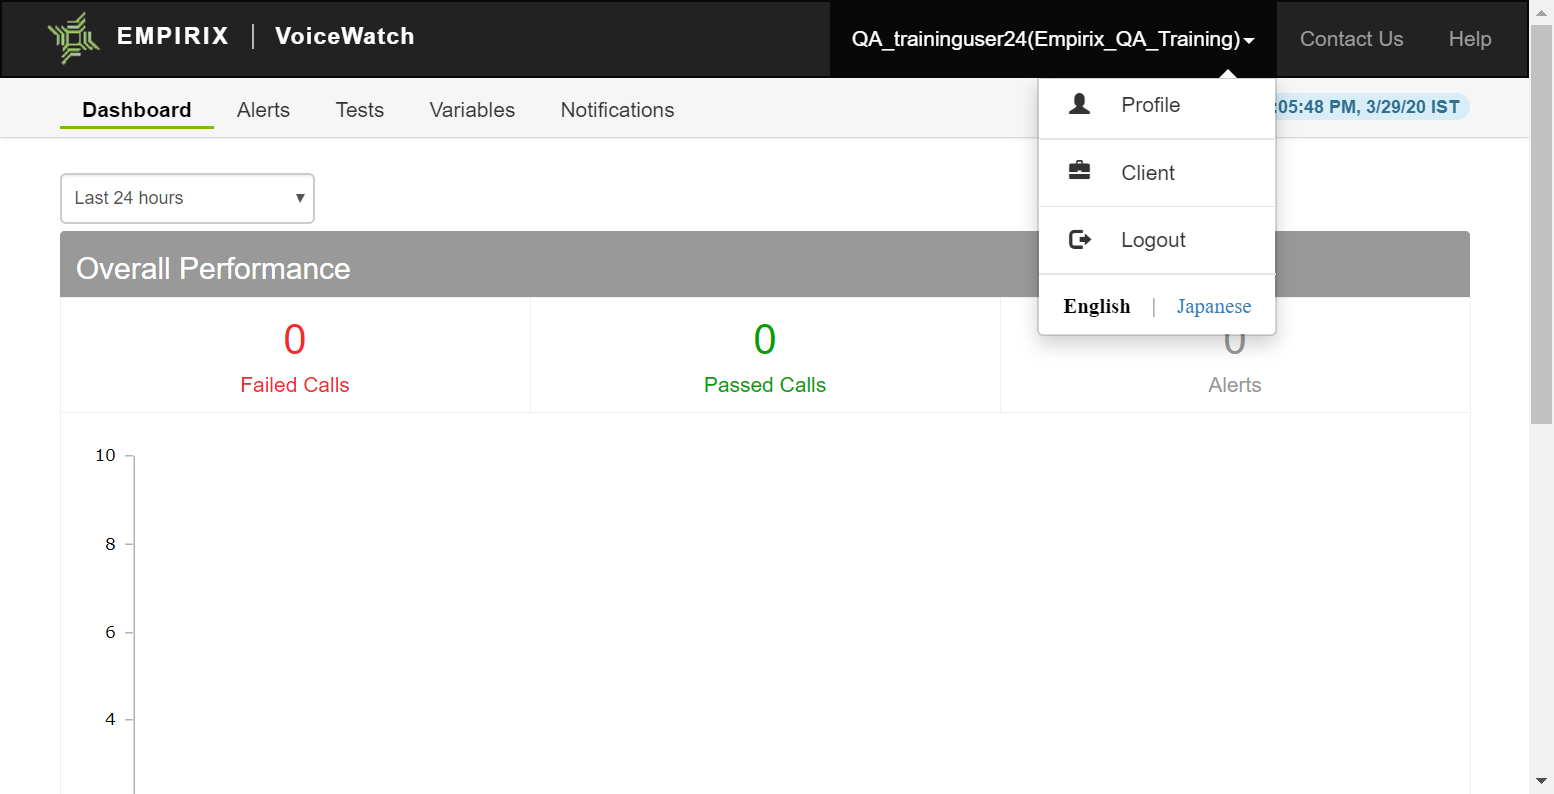 EMPIRIX | VoiceWatch
QA_traininguser24(Empirix_QA_Training)
Contact Us
Help
Dashboard
Alerts
Tests
Variables
Notifications
:05:48 PM, 3/29/20 IST
Profile
Client
Logout
English | Japanese
Last 24 hours
Overall Performance
0
Failed Calls
0
Passed Calls
0
Alerts
10
8
6
4